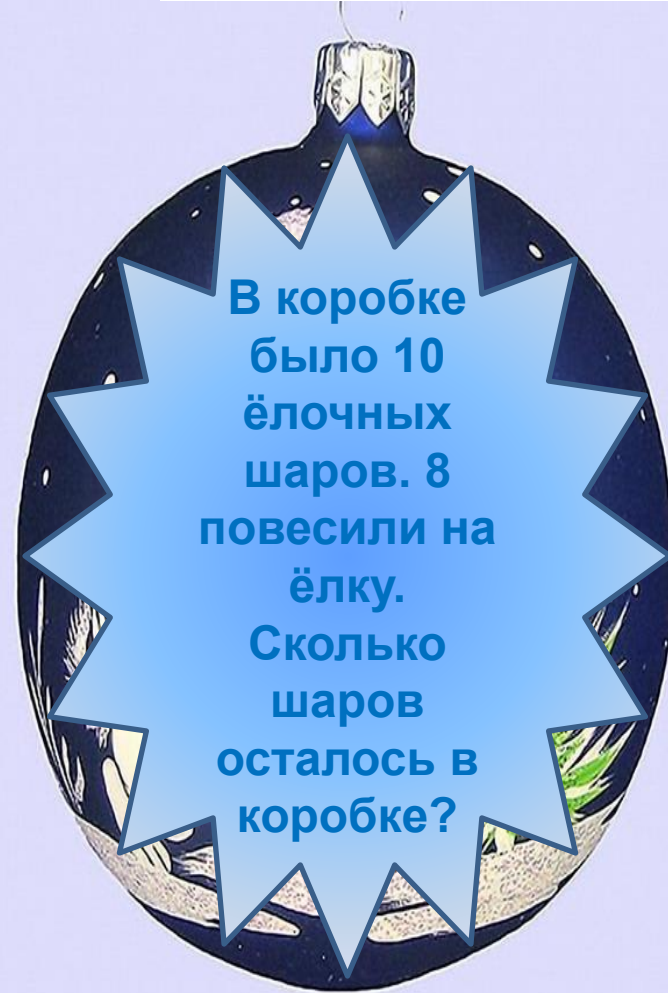 В коробке
было 10
ёлочных
шаров. 8
повесили на
ёлку.
Сколько
шаров
осталось в
коробке?